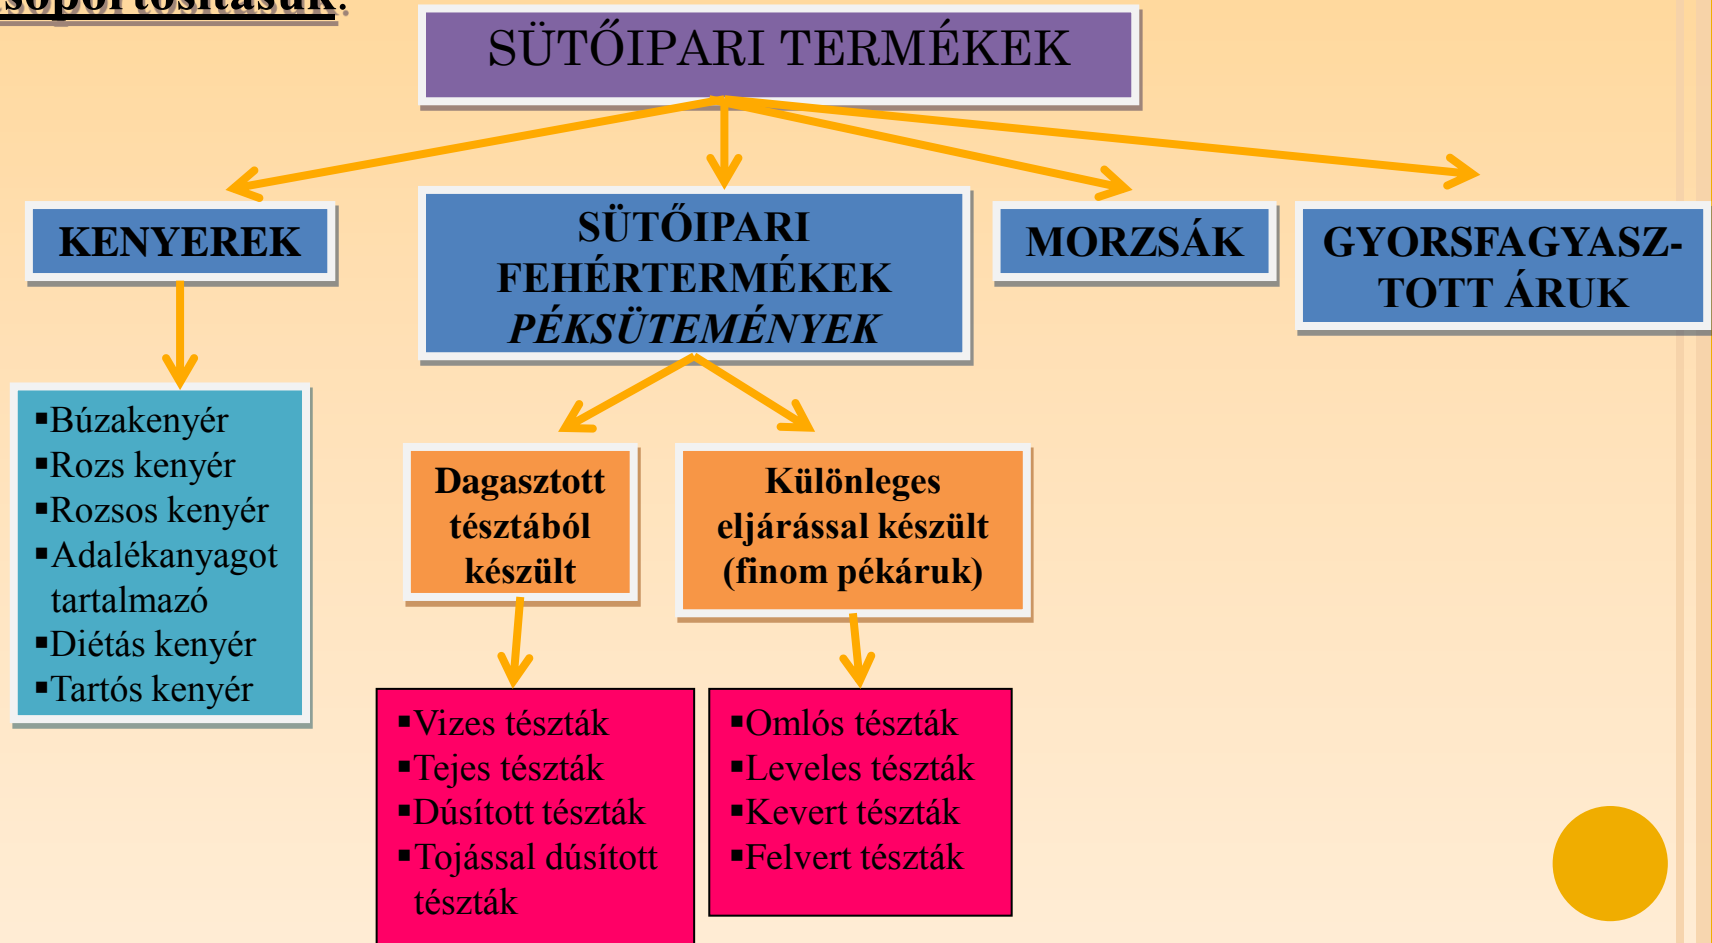 SÜTŐIPARI TERMÉKEK
KENYEREK
SÜTŐIPARI
FEHÉRTERMÉKEK
PÉKSÜTEMÉNYEK
MORZSÁK
GYORSFAGYASZ-
TOTT ÁRUK
▪Búzakenyér
▪Rozs kenyér
▪Rozsos kenyér
▪Adalékanyagot
tartalmazó
▪Diétás kenyér
▪Tartós kenyér
Dagasztott
tésztából
készült
Különleges
eljárással készült
(finom pékáruk)
▪Vizes tészták
▪Tejes tészták
▪Dúsított tészták
▪Tojással dúsított
tészták
▪Omlós tészták
▪Leveles tészták
▪Kevert tészták
▪Felvert tészták